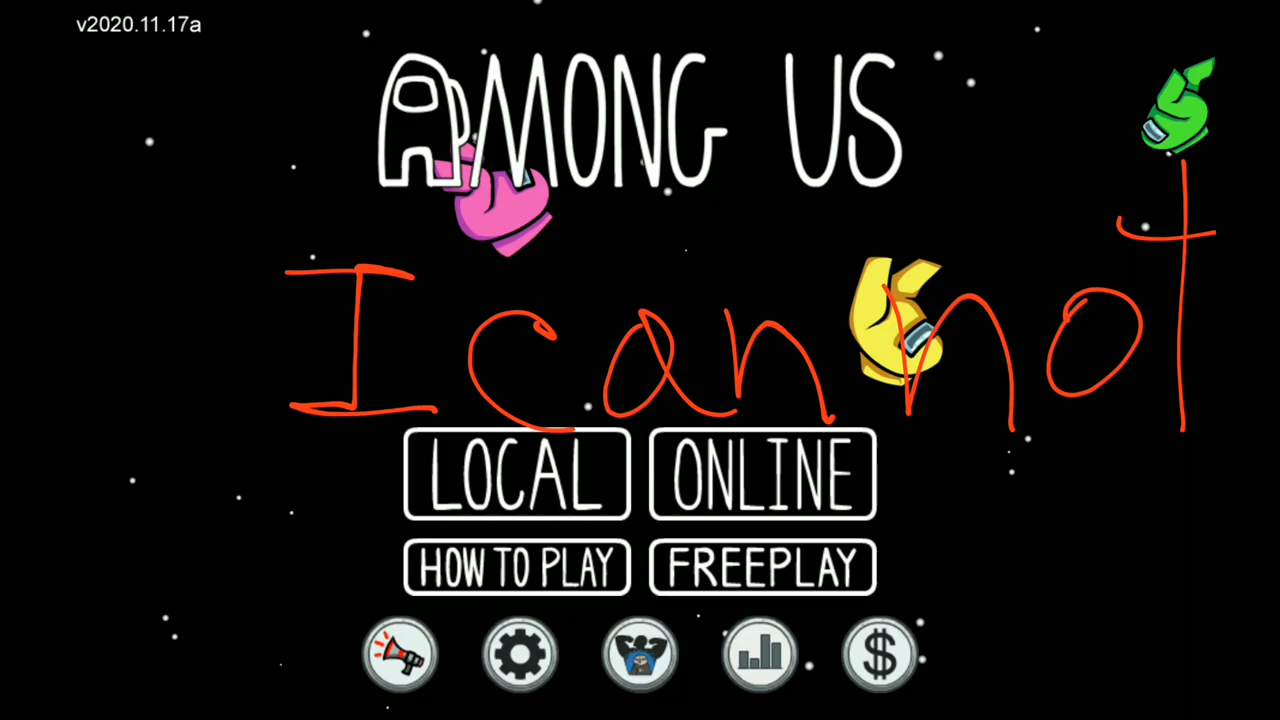 v2020.11.17a
AMONG US
I can not
LOCAL
ONLINE
HOW TO PLAY
FREEPLAY
$